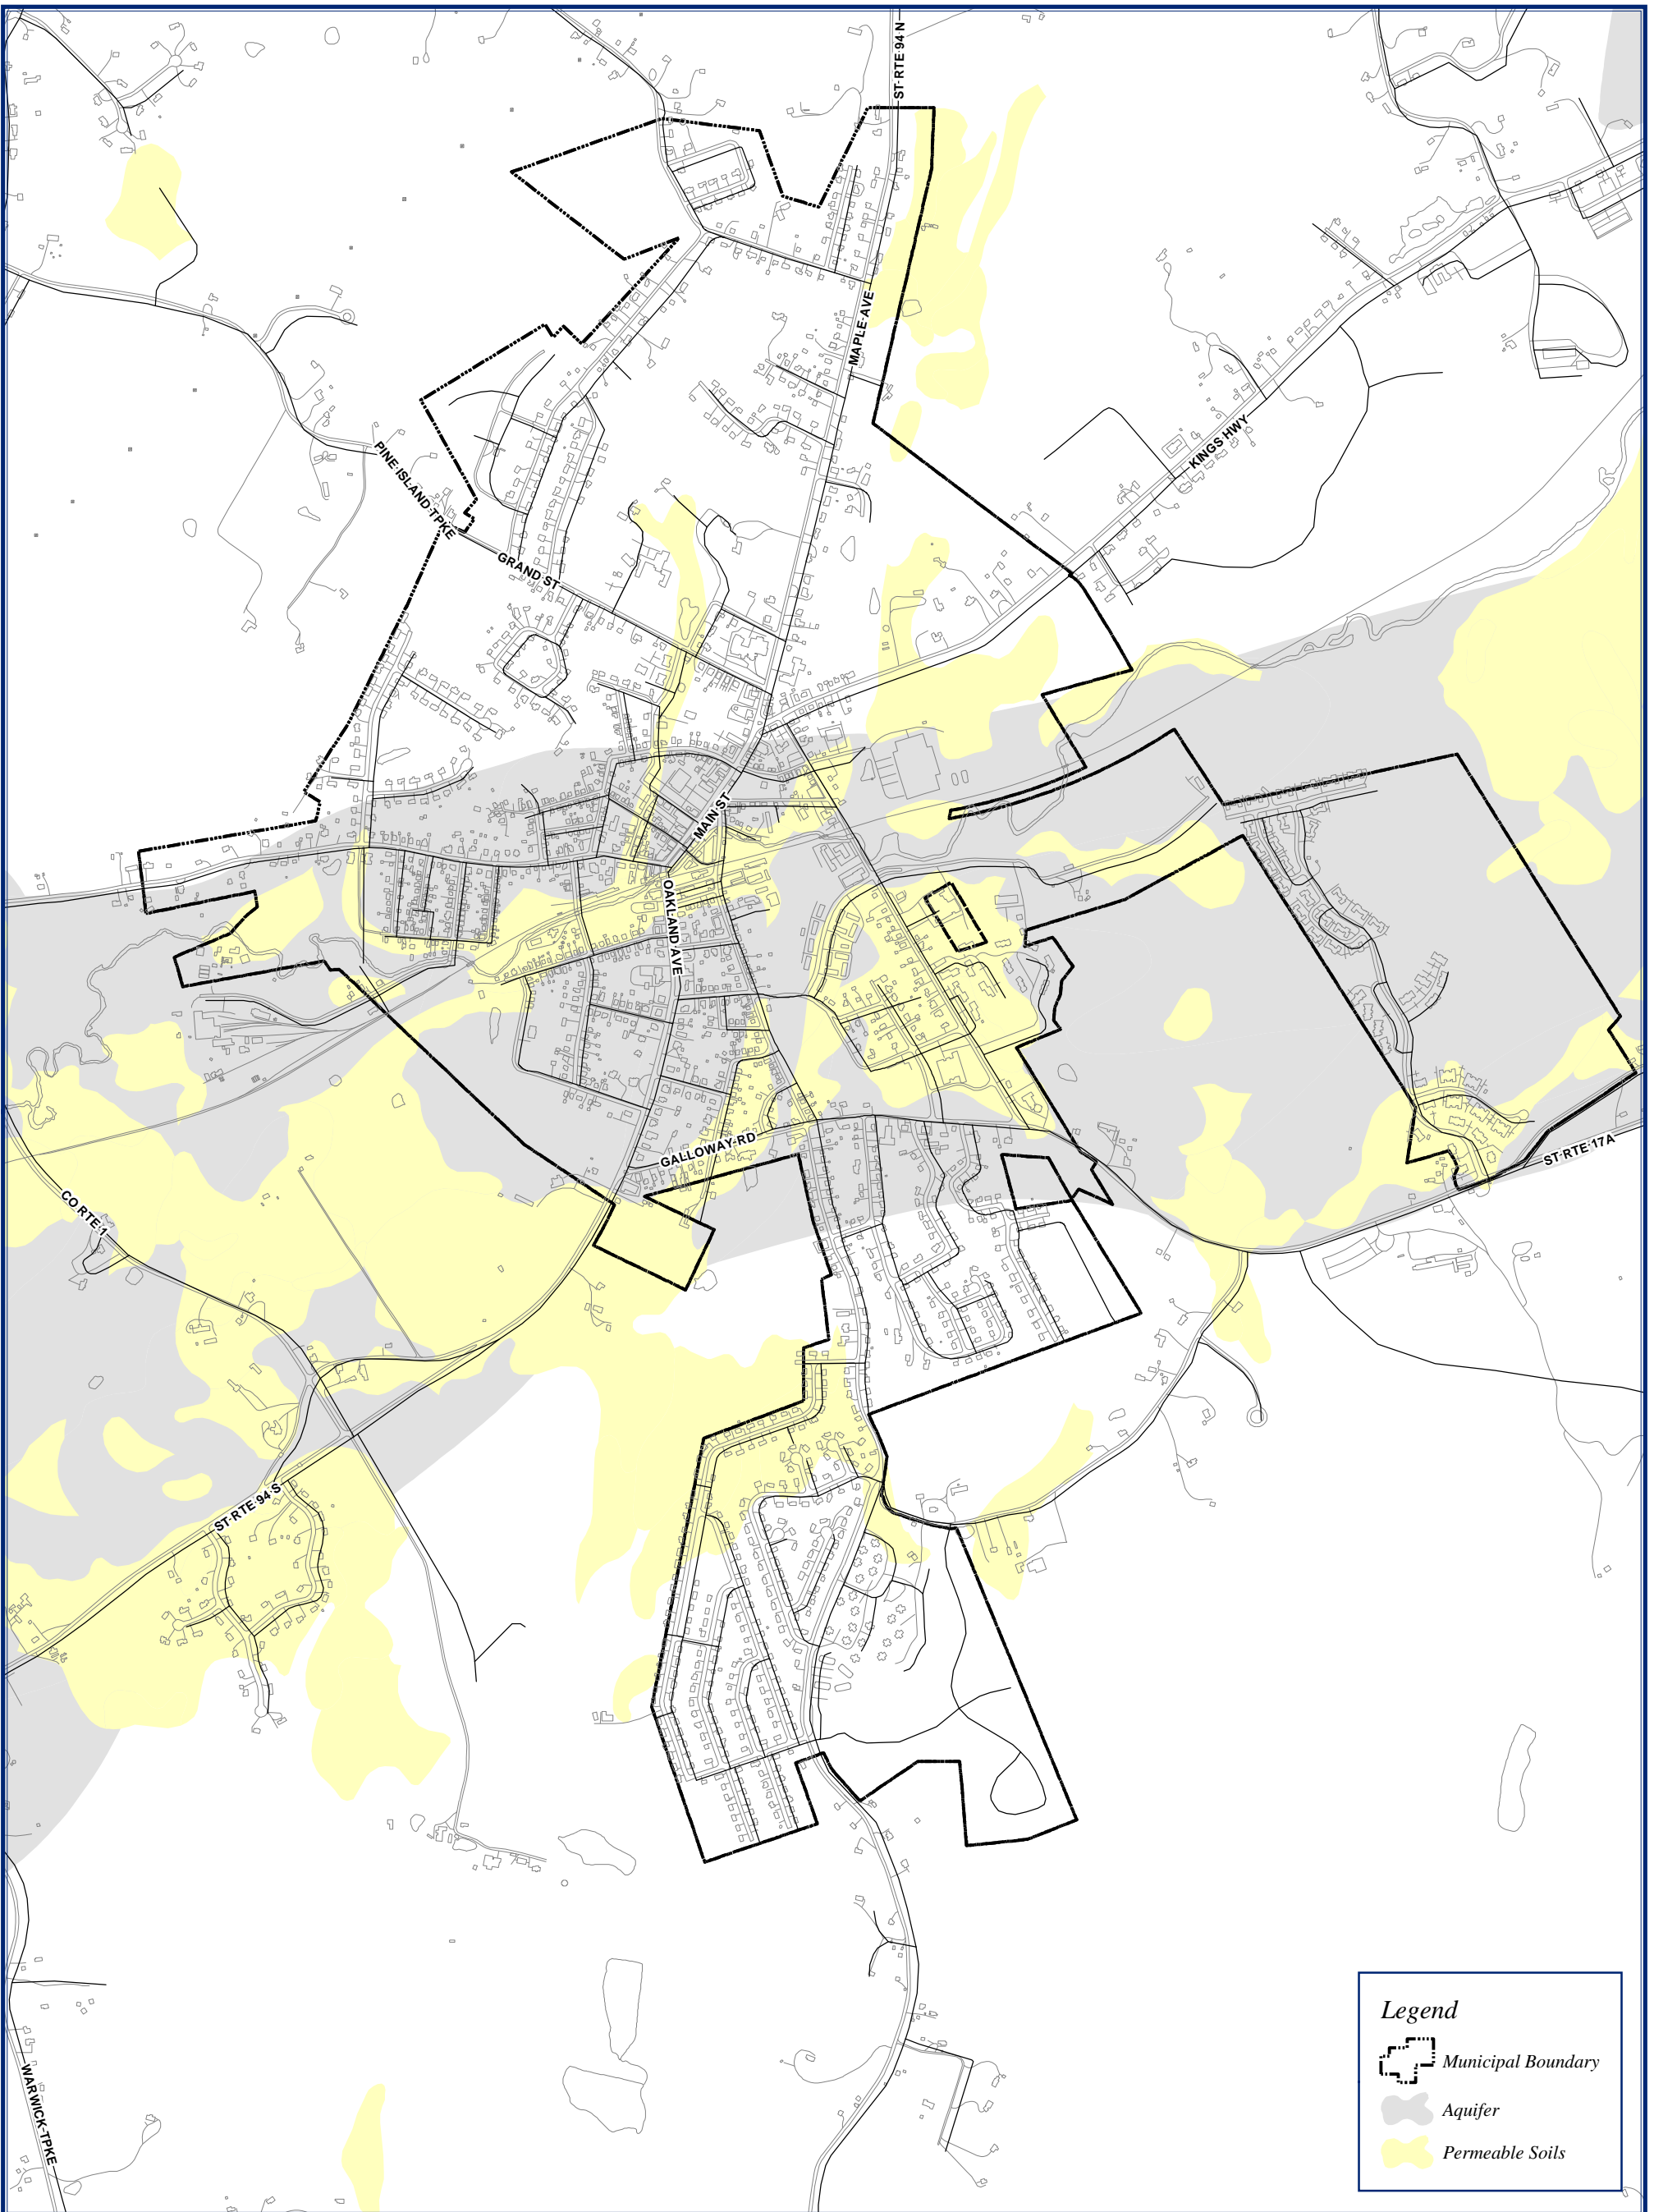 ST RTE 94 N
MAPLE AVE
KINGS HWY
PINE ISLAND TPKE
GRAND ST
MAIN ST
OAKLAND AVE
GALLOWAY RD
ST RTE 17A
CO RTE 1
ST RTE 94 S
WARWICK TPKE
Legend
Municipal Boundary
Aquifer
Permeable Soils